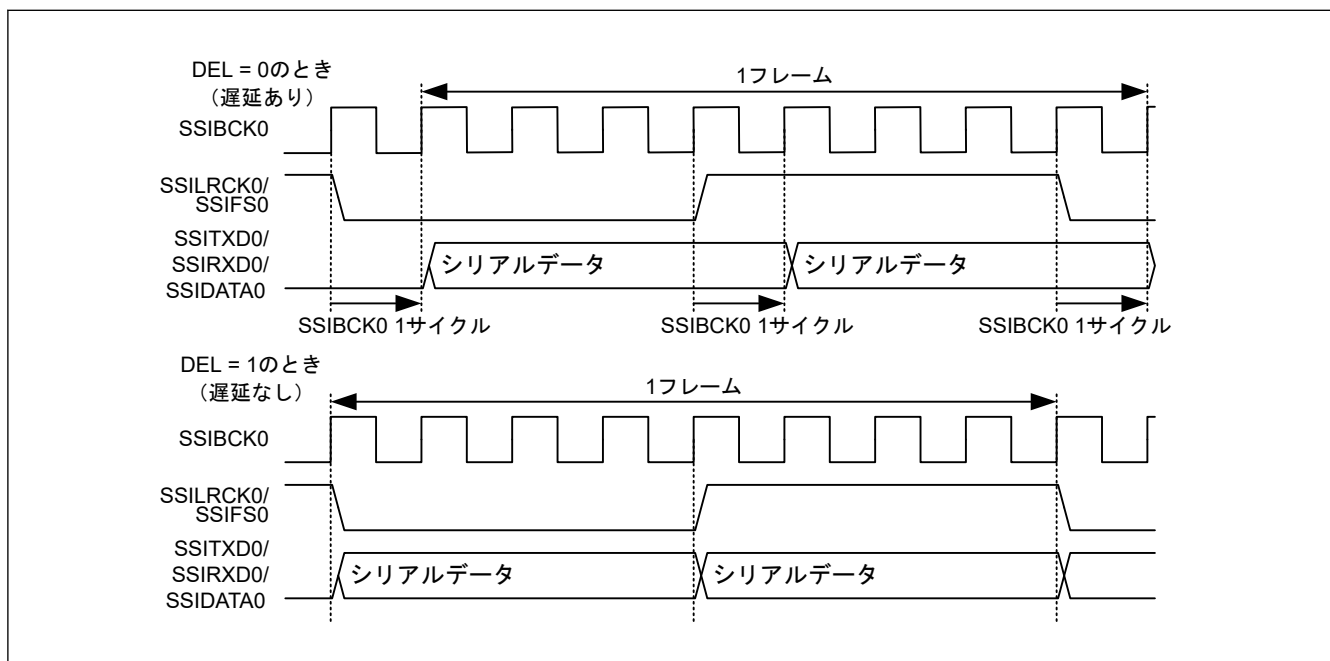 DEL = 0のとき
（遅延あり）
1フレーム
SSIBCK0
SSILRCK0/
SSIFS0
SSITXD0/
SSIRXD0/
SSIDATA0
シリアルデータ シリアルデータ
SSIBCK0 1サイクル SSIBCK0 1サイクル SSIBCK0 1サイクル
DEL = 1のとき
（遅延なし）
1フレーム
SSIBCK0
SSILRCK0/
SSIFS0
SSITXD0/
SSIRXD0/
SSIDATA0
シリアルデータ シリアルデータ